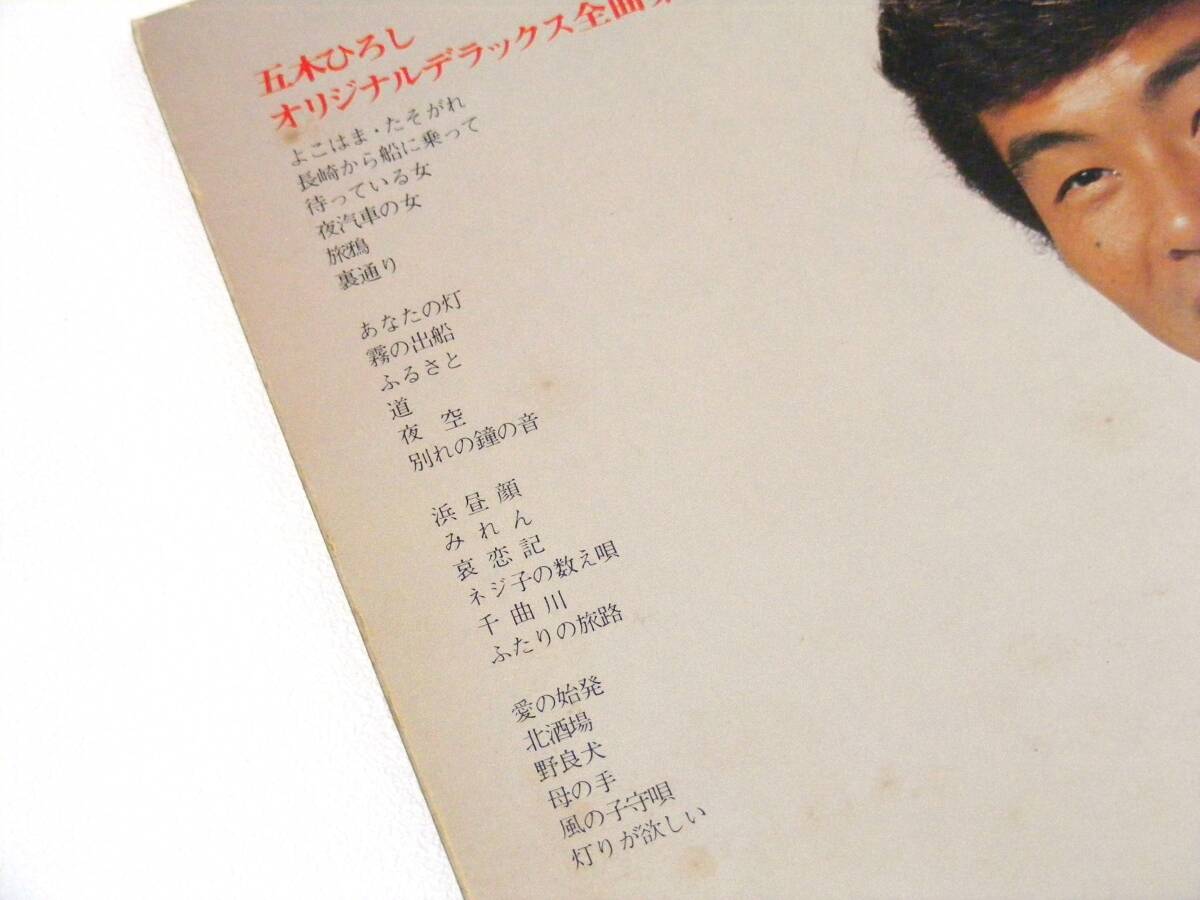 五木ひろし
オリジナルデラックス全曲
よこはま・たそがれ
長崎から船に乗って
待っている女
夜汽車の女
旅鴉
裏通り
あなたの灯
霧の出船
ふるさと
道
夜空
別れの鐘の音
浜昼顔
みれん
哀恋記
ネジ子の数え唄
千曲川
ふたりの旅路
愛の始発
北酒場
野良犬
母の手
風の子守唄
灯りが欲しい